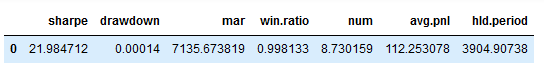 sharpe drawdown mar win.ratio num avg.pnl hld.period
0 21.984712 0.00014 7135.673819 0.998133 8.730159 112.253078 3904.90738